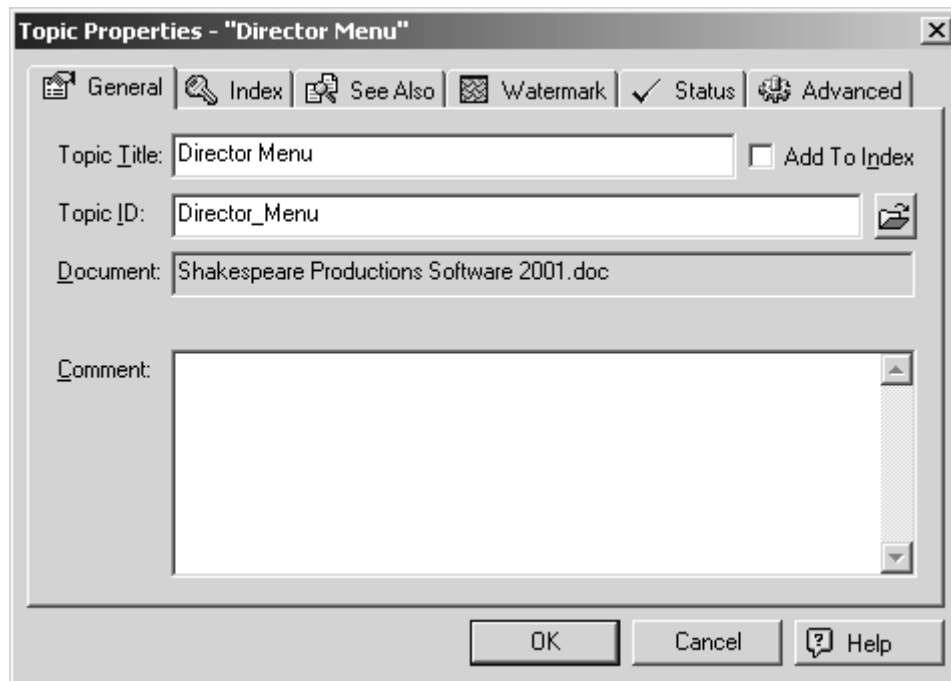 Topic Properties - "Director Menu"
General Index See Also Watermark Status Advanced
Topic Title: Director Menu Add To Index
Topic ID: Director_Menu
Document: Shakespeare Productions Software 2001.doc
Comment:
OK Cancel Help